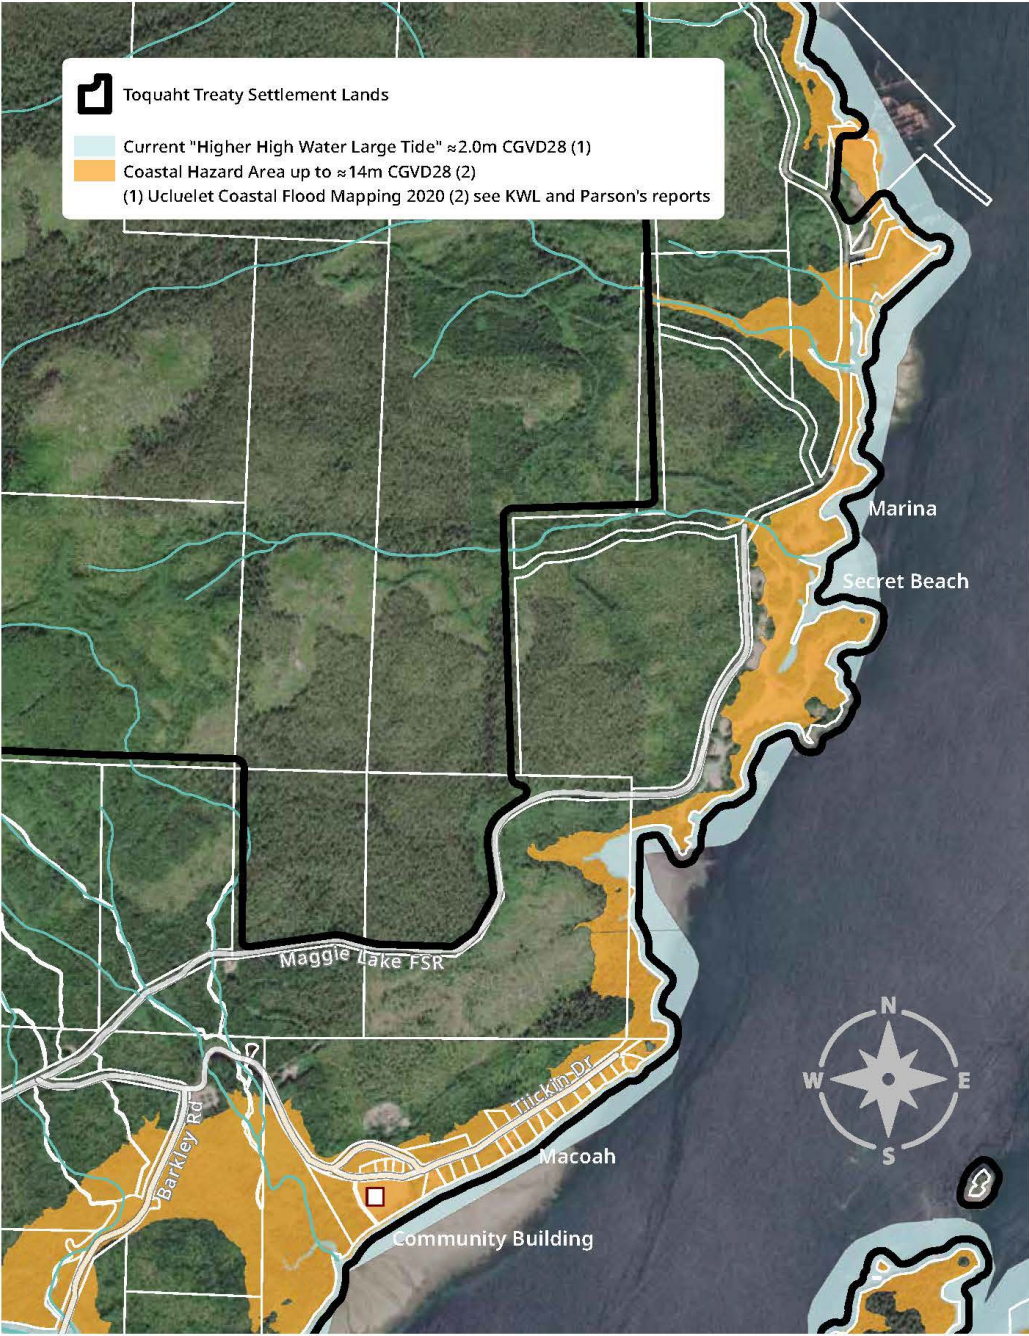 Toquaht Treaty Settlement Lands
Current "Higher High Water Large Tide" ≈2.0m CGVD28 (1)
Coastal Hazard Area up to ≈14m CGVD28 (2)
(1) Ucluelet Coastal Flood Mapping 2020 (2) see KWL and Parson's reports
Marina
Secret Beach
Maggie Lake FSR
N
W
E
S
Tiickin Dr
Barkley Rd
Macoah
Community Building